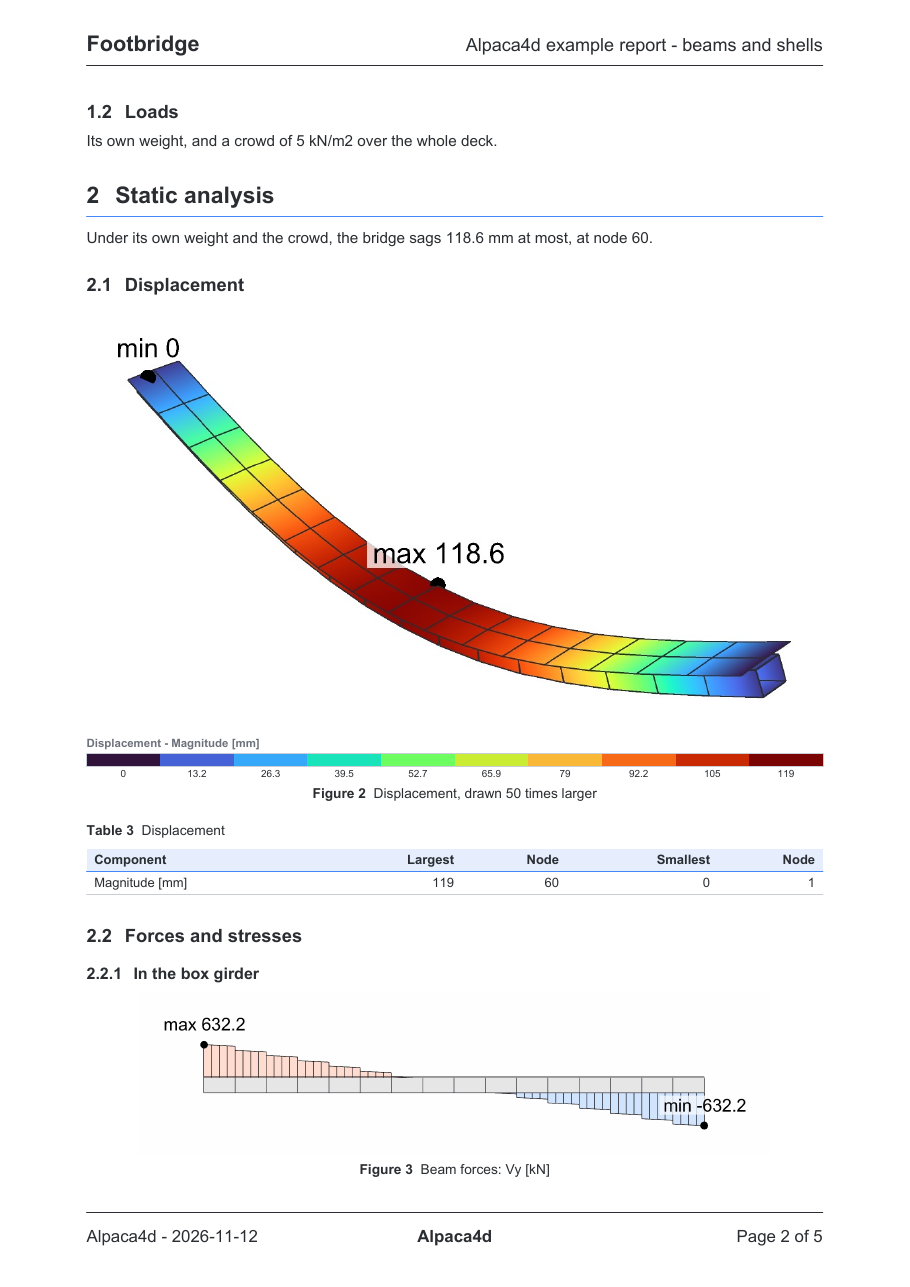 Footbridge
Alpaca4d example report - beams and shells
1.2 Loads
Its own weight, and a crowd of 5 kN/m2 over the whole deck.
2 Static analysis
Under its own weight and the crowd, the bridge sags 118.6 mm at most, at node 60.
2.1 Displacement
min 0
max 118.6
Displacement - Magnitude [mm]
0 13.2 26.3 39.5 52.7 65.9 79 92.2 105 119
Figure 2 Displacement, drawn 50 times larger
Table 3 Displacement
Component Largest Node Smallest Node
Magnitude [mm] 119 60 0 1
2.2 Forces and stresses
2.2.1 In the box girder
max 632.2
min -632.2
Figure 3 Beam forces: Vy [kN]
Alpaca4d - 2026-11-12 Alpaca4d Page 2 of 5